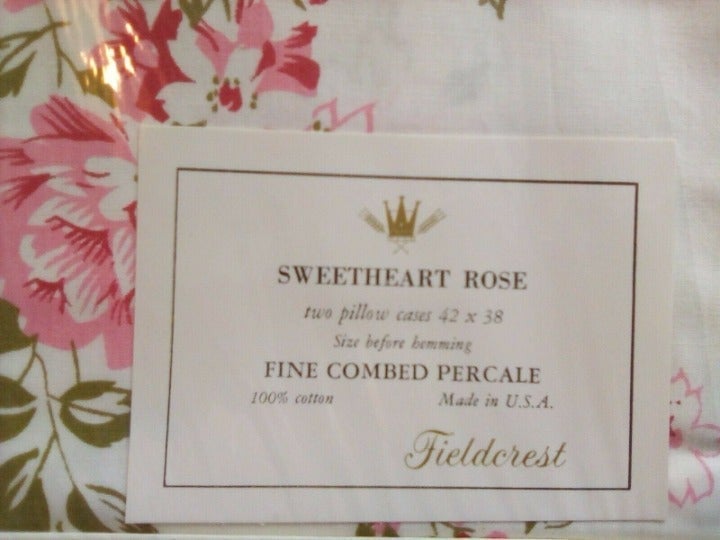 SWEETHEART ROSE
two pillow cases 42 x 38
Size before hemming
FINE COMBED PERCALE
100% cotton Made in U.S.A.
Fieldcrest